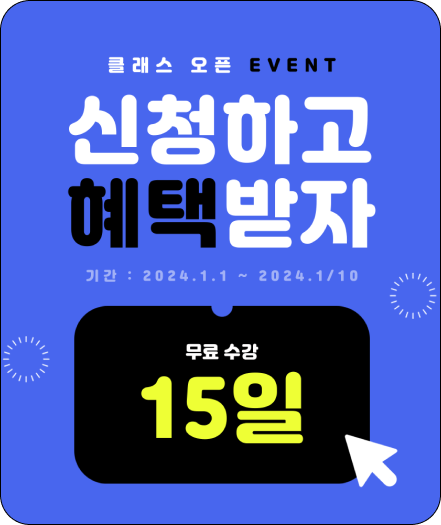 클래스 오픈 EVENT
신청하고
혜택받자
기간 : 2024.1.1 ~ 2024.1/10
무료 수강
15일